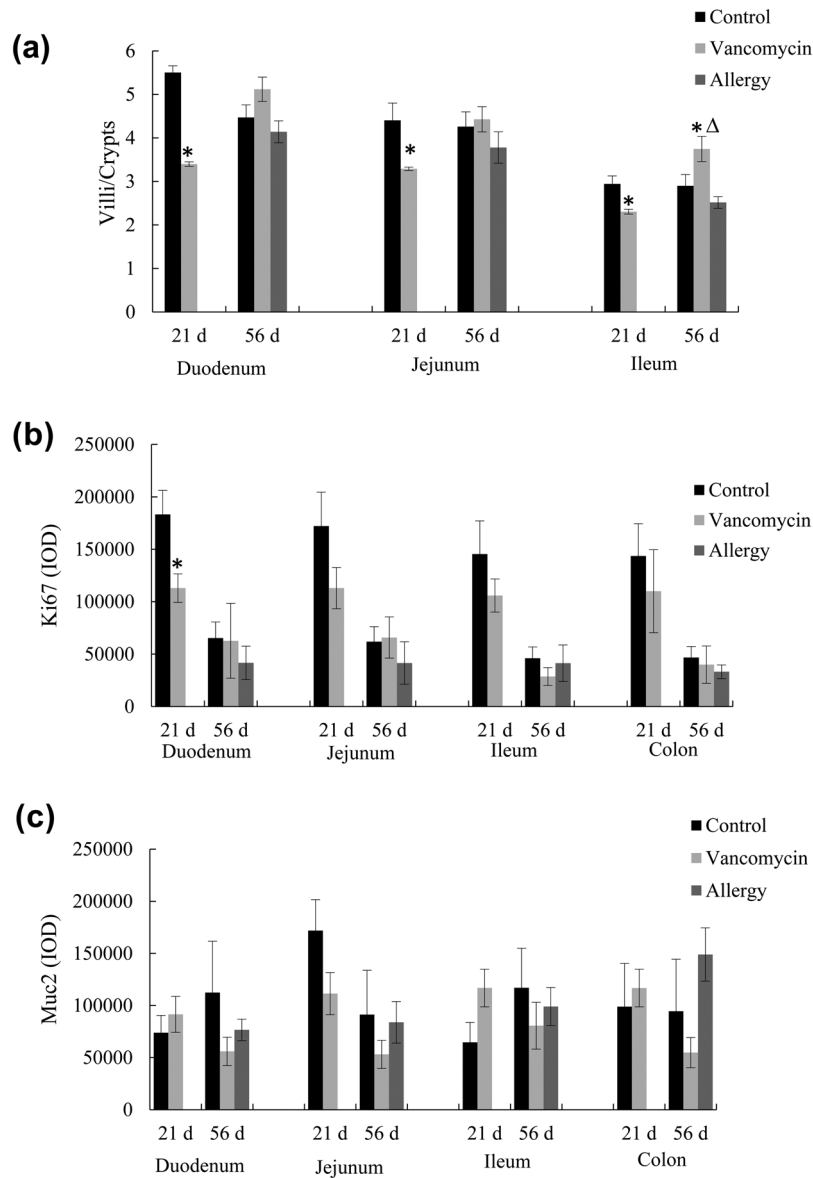 (a)
Control
Vancomycin
Allergy
Villi/Crypts
6
5
4
3
2
1
0
*
*
*
* Δ
21 d 56 d 21 d 56 d 21 d 56 d
Duodenum Jejunum Ileum
(b)
Control
Vancomycin
Allergy
Ki67 (IOD)
250000
200000
150000
100000
50000
0
*
21 d 56 d 21 d 56 d 21 d 56 d 21 d 56 d
Duodenum Jejunum Ileum Colon
(c)
Control
Vancomycin
Allergy
Muc2 (IOD)
250000
200000
150000
100000
50000
0
21 d 56 d 21 d 56 d 21 d 56 d 21 d 56 d
Duodenum Jejunum Ileum Colon